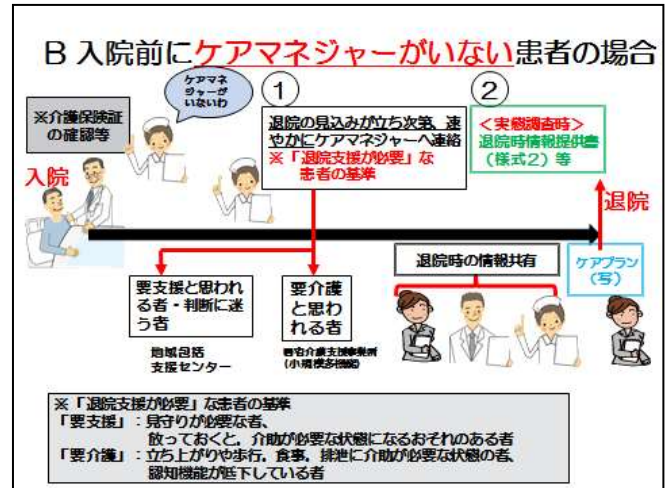 B 入院前にケアマネジャーがいない患者の場合
ケアマネ
ジャーが
いないわ
※介護保険証
の確認等
入院
①
退院の見込みが立ち次第、速
やかにケアマネジャーへ連絡
※「退院支援が必要」な
患者の基準
②
＜実態調査時＞
退院時情報提供書
（様式２）等
退院
要支援と思われ
る者・判断に迷
う者
地域包括
支援センター
要介護
と思わ
れる者
居宅介護支援事業所
(小規模多機能)
退院時の情報共有
ケアプラン
（写）
※「退院支援が必要」な患者の基準
「要支援」：見守りが必要な者、
放っておくと，介助が必要な状態になるおそれのある者
「要介護」：立ち上がりや歩行，食事，排泄に介助が必要な状態の者、
認知機能が低下している者